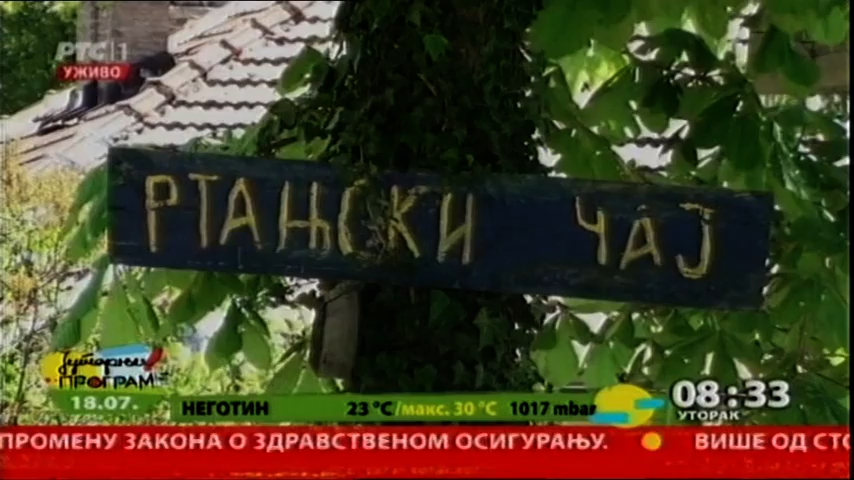 РТС 1
УЖИВО
РТАЊСКИ ЧАЈ
Јутарњи
ПРОГРАМ
18.07.
НЕГОТИН 23 °C/макс. 30 °C 1017 mbar
08:33
УТОРАК
ПРОМЕНУ ЗАКОНА О ЗДРАВСТВЕНОМ ОСИГУРАЊУ. ВИШЕ ОД СТО